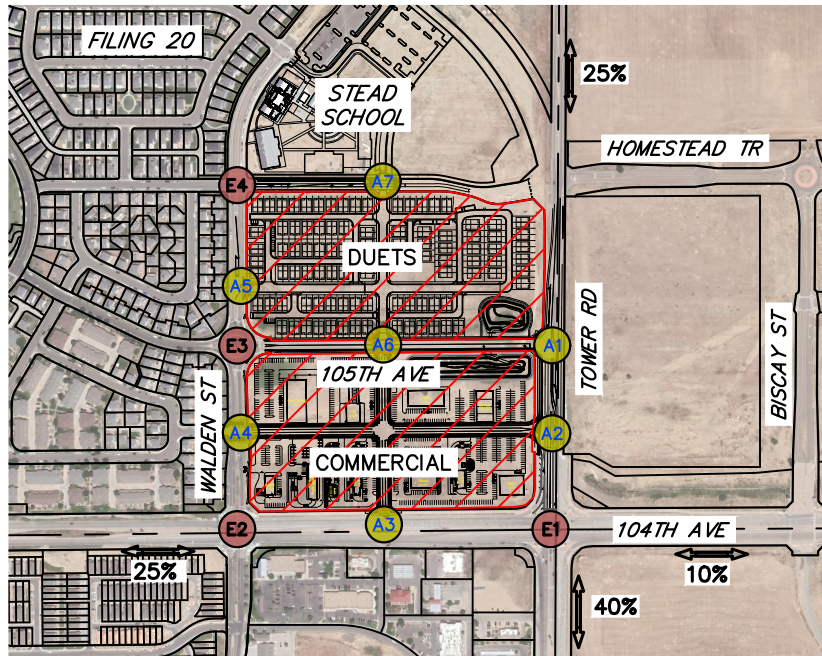 FILING 20
25%
STEAD
SCHOOL
HOMESTEAD TR
E4
A7
DUETS
A5
TOWER RD
BISCAY ST
E3
A6
A1
105TH AVE
WALDEN ST
A4
A2
COMMERCIAL
E2
A3
E1
104TH AVE
25%
10%
40%